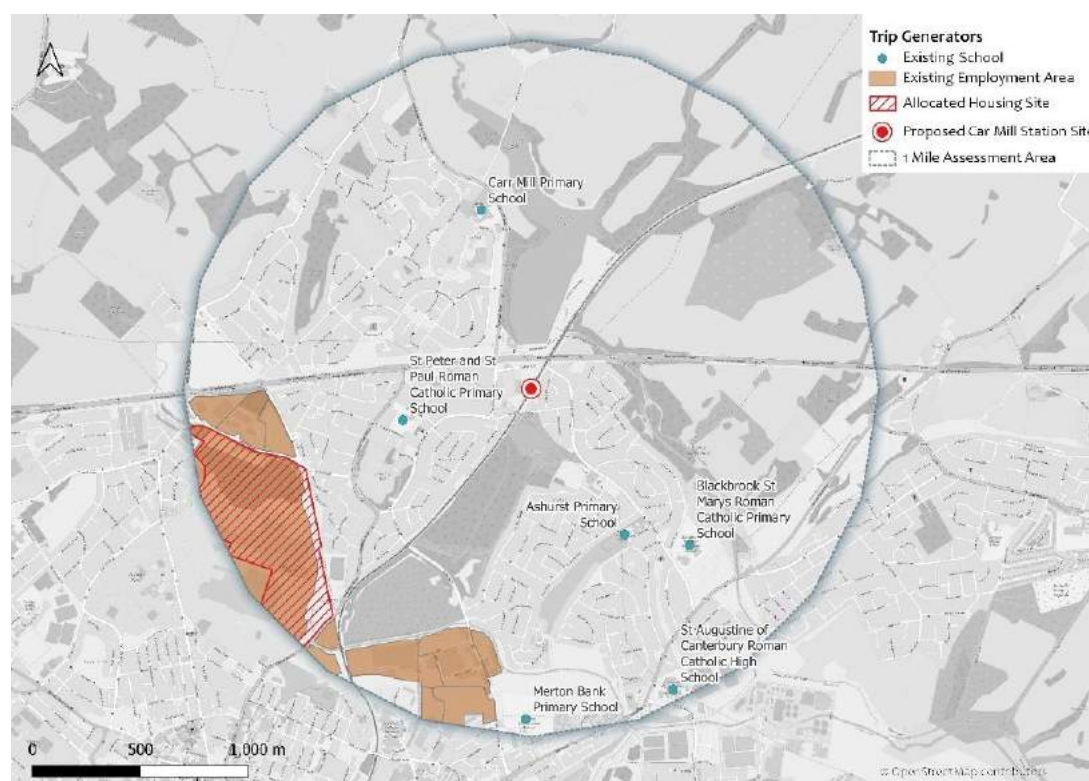 Trip Generators
Existing School
Existing Employment Area
Allocated Housing Site
Proposed Car Mill Station Site
1 Mile Assessment Area
Carr Mill Primary
School
St Peter and St
Paul Roman
Catholic Primary
School
Ashurst Primary
School
Blackbrook St
Marys Roman
Catholic Primary
School
St Augustine of
Canterbury Roman
Catholic High
School
Merton Bank
Primary School
0 500 1,000 m
© OpenStreetMap contributors